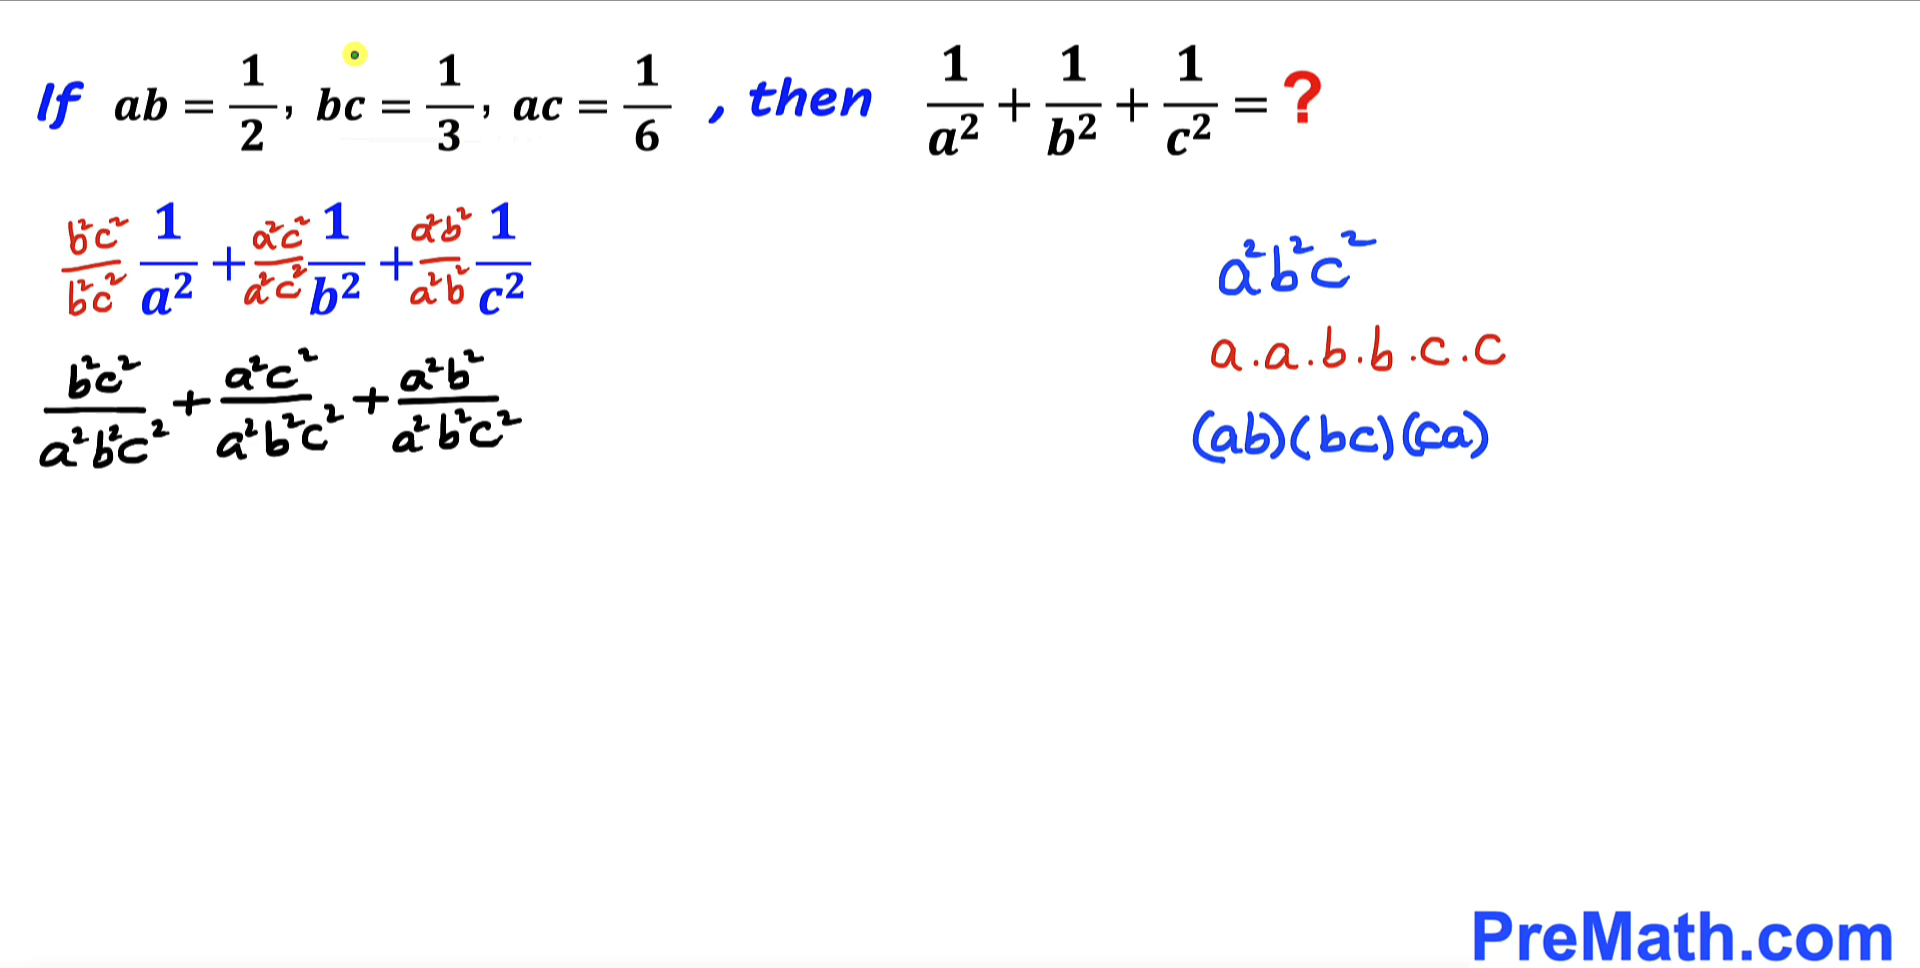 If ab = 1/2, bc = 1/3, ac = 1/6 , then 1/a² + 1/b² + 1/c² = ?
b²c²/b²c² 1/a² + a²c²/a²c² 1/b² + a²b²/a²b² 1/c²
a²b²c²
a.a.b.b.c.c
b²c²/a²b²c² + a²c²/a²b²c² + a²b²/a²b²c²
(ab)(bc)(ca)
PreMath.com